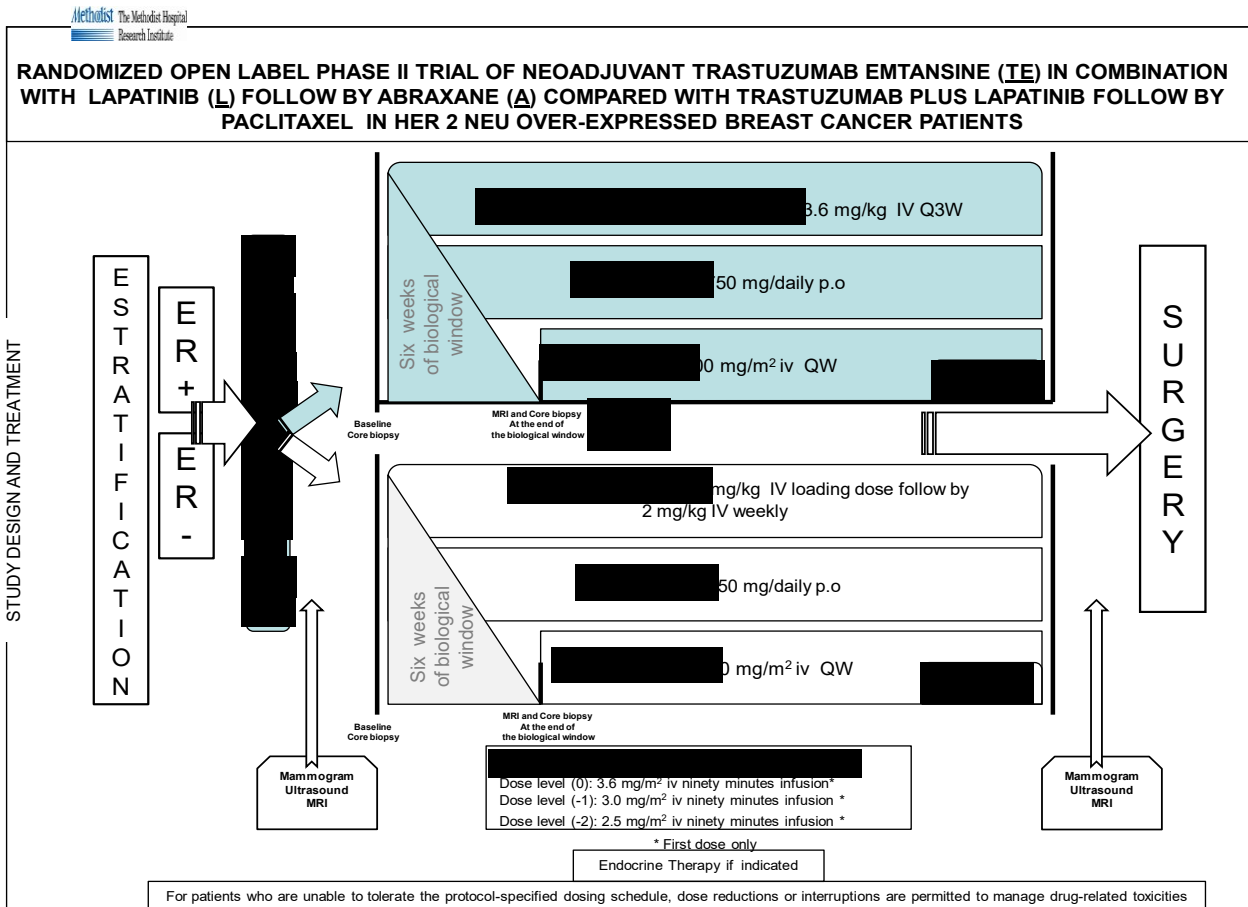 Methodist The Methodist Hospital
Research Institute
RANDOMIZED OPEN LABEL PHASE II TRIAL OF NEOADJUVANT TRASTUZUMAB EMTANSINE (TE) IN COMBINATION
WITH LAPATINIB (L) FOLLOW BY ABRAXANE (A) COMPARED WITH TRASTUZUMAB PLUS LAPATINIB FOLLOW BY
PACLITAXEL IN HER 2 NEU OVER-EXPRESSED BREAST CANCER PATIENTS
STUDY DESIGN AND TREATMENT
ESTRATIFICATION
ER+
ER-
Six weeks
of biological
window
3.6 mg/kg IV Q3W
50 mg/daily p.o
00 mg/m² iv QW
Baseline
Core biopsy
MRI and Core biopsy
At the end of
the biological window
Six weeks
of biological
window
mg/kg IV loading dose follow by
2 mg/kg IV weekly
50 mg/daily p.o
0 mg/m² iv QW
Baseline
Core biopsy
MRI and Core biopsy
At the end of
the biological window
SURGERY
Mammogram
Ultrasound
MRI
Dose level (0): 3.6 mg/m² iv ninety minutes infusion*
Dose level (-1): 3.0 mg/m² iv ninety minutes infusion *
Dose level (-2): 2.5 mg/m² iv ninety minutes infusion *
* First dose only
Mammogram
Ultrasound
MRI
Endocrine Therapy if indicated
For patients who are unable to tolerate the protocol-specified dosing schedule, dose reductions or interruptions are permitted to manage drug-related toxicities